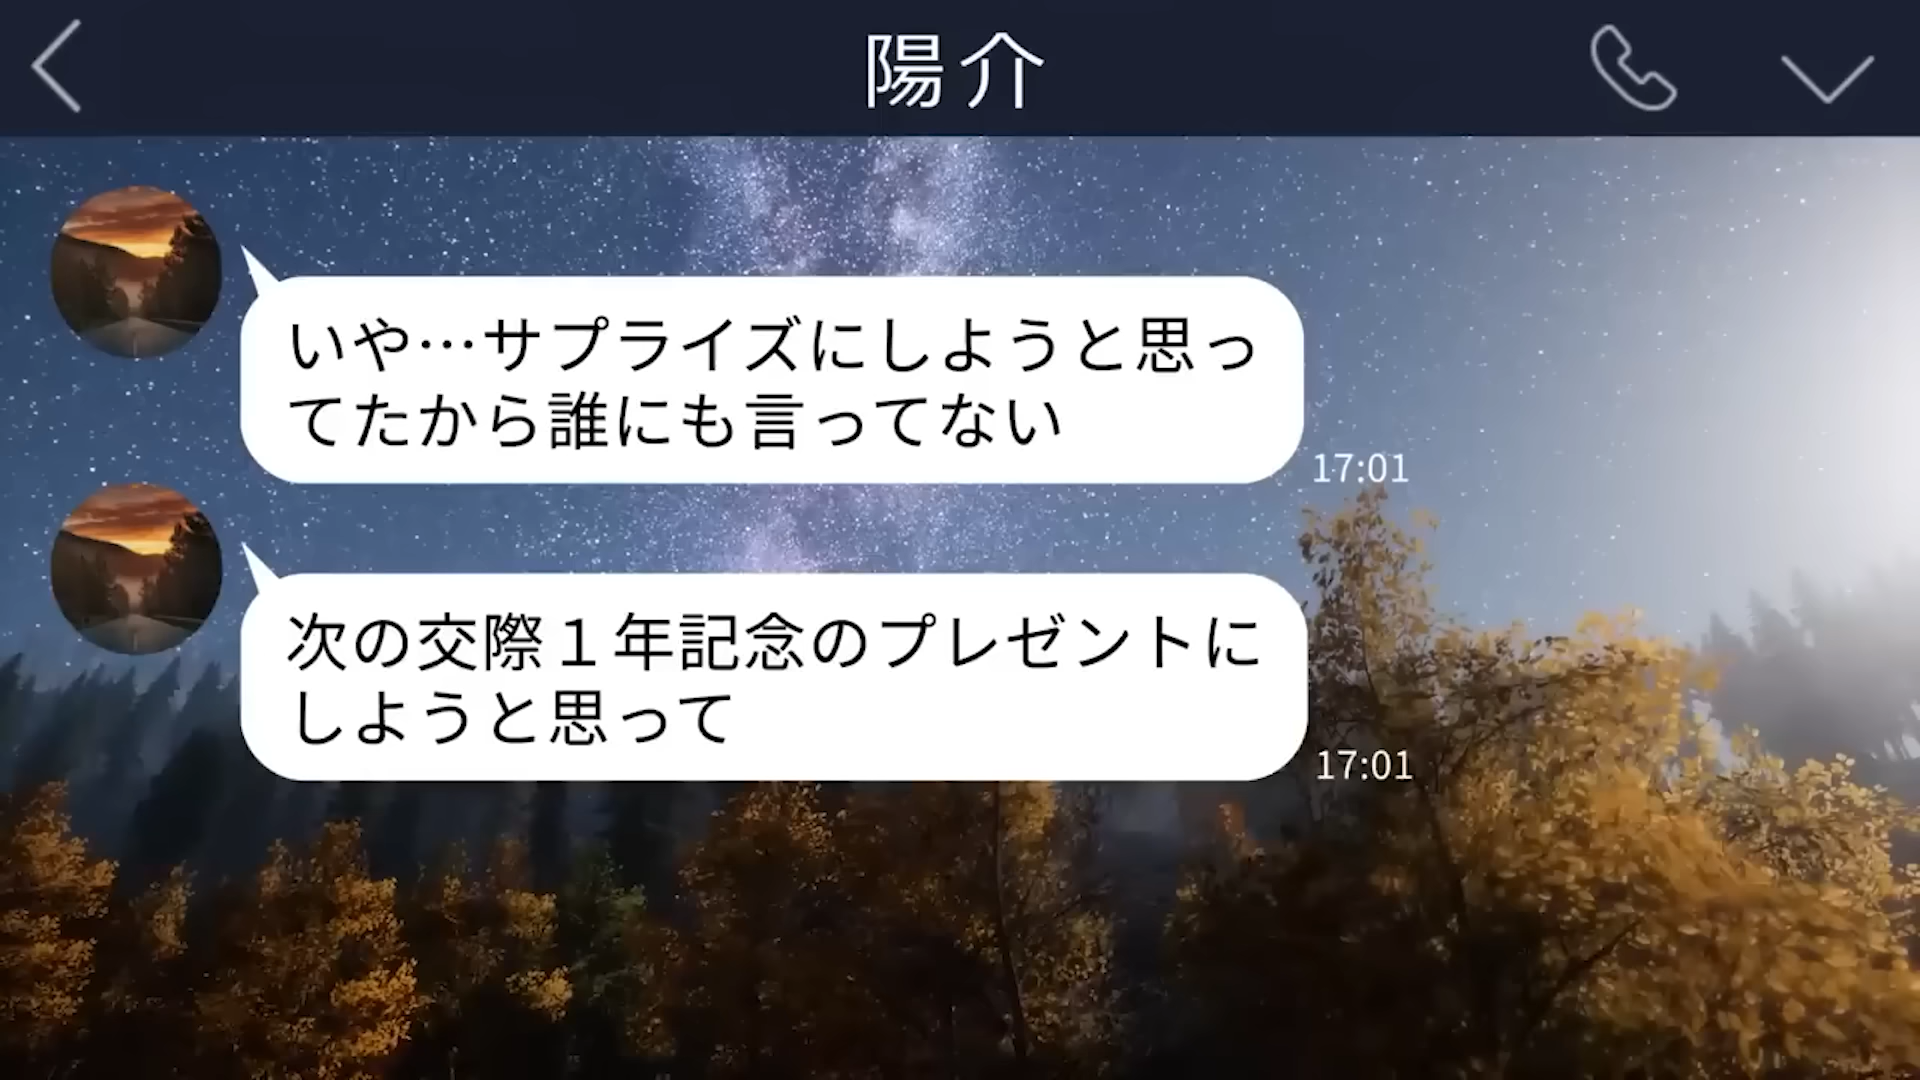 陽介
いや…サプライズにしようと思っ
てたから誰にも言ってない
17:01
次の交際１年記念のプレゼントに
しようと思って
17:01